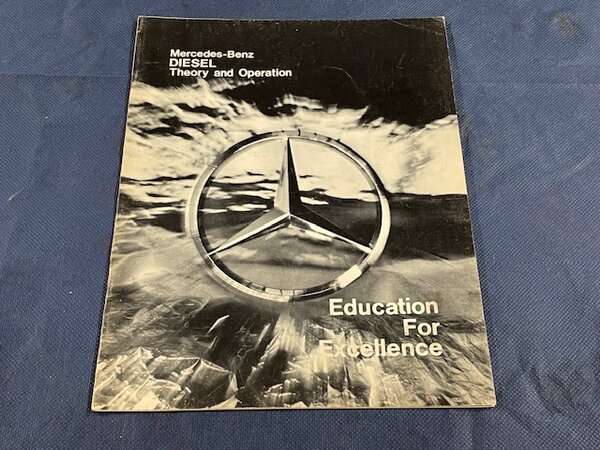 Mercedes-Benz
DIESEL
Theory and Operation
Education
For
Excellence